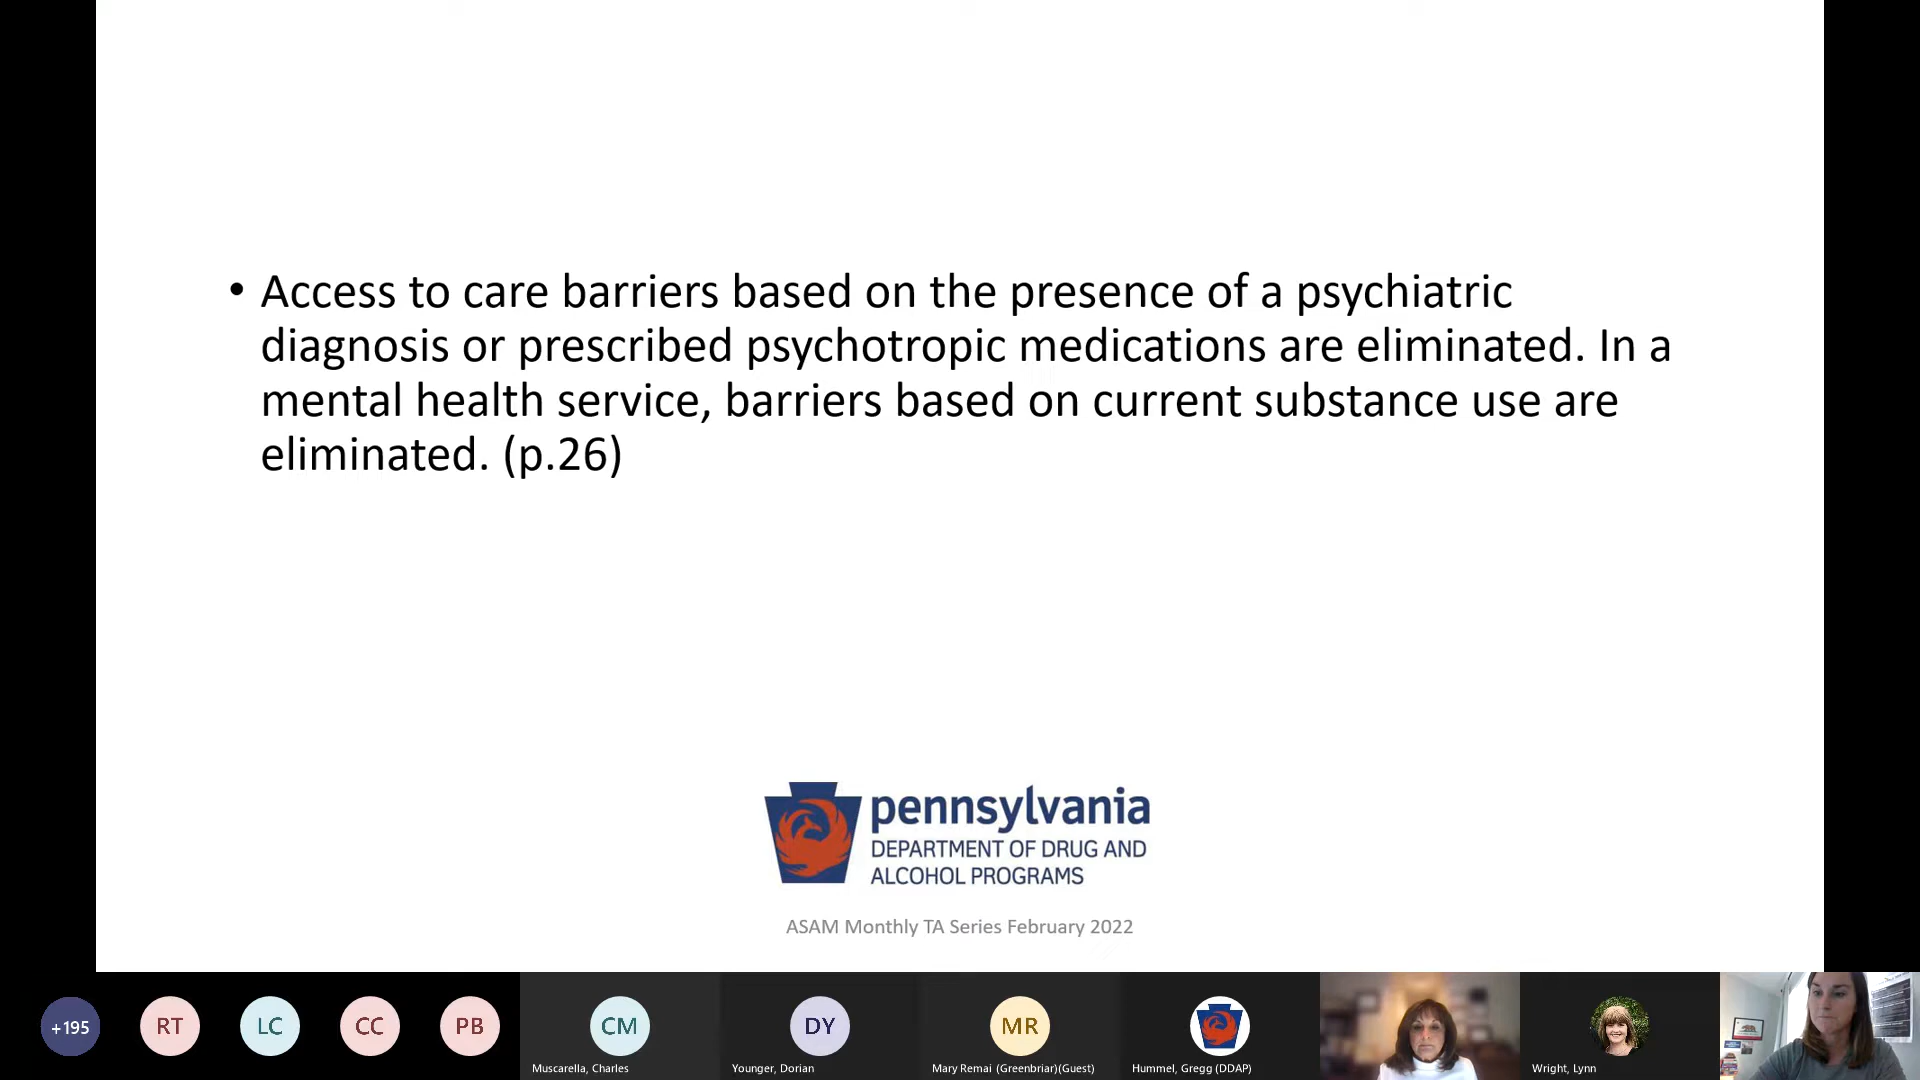 • Access to care barriers based on the presence of a psychiatric
diagnosis or prescribed psychotropic medications are eliminated. In a
mental health service, barriers based on current substance use are
eliminated. (p.26)
pennsylvania
DEPARTMENT OF DRUG AND
ALCOHOL PROGRAMS
ASAM Monthly TA Series February 2022
+195
RT
LC
CC
PB
CM
DY
MR
Muscarella, Charles
Younger, Dorian
Mary Remai (Greenbriar)(Guest)
Hummel, Gregg (DDAP)
Wright, Lynn